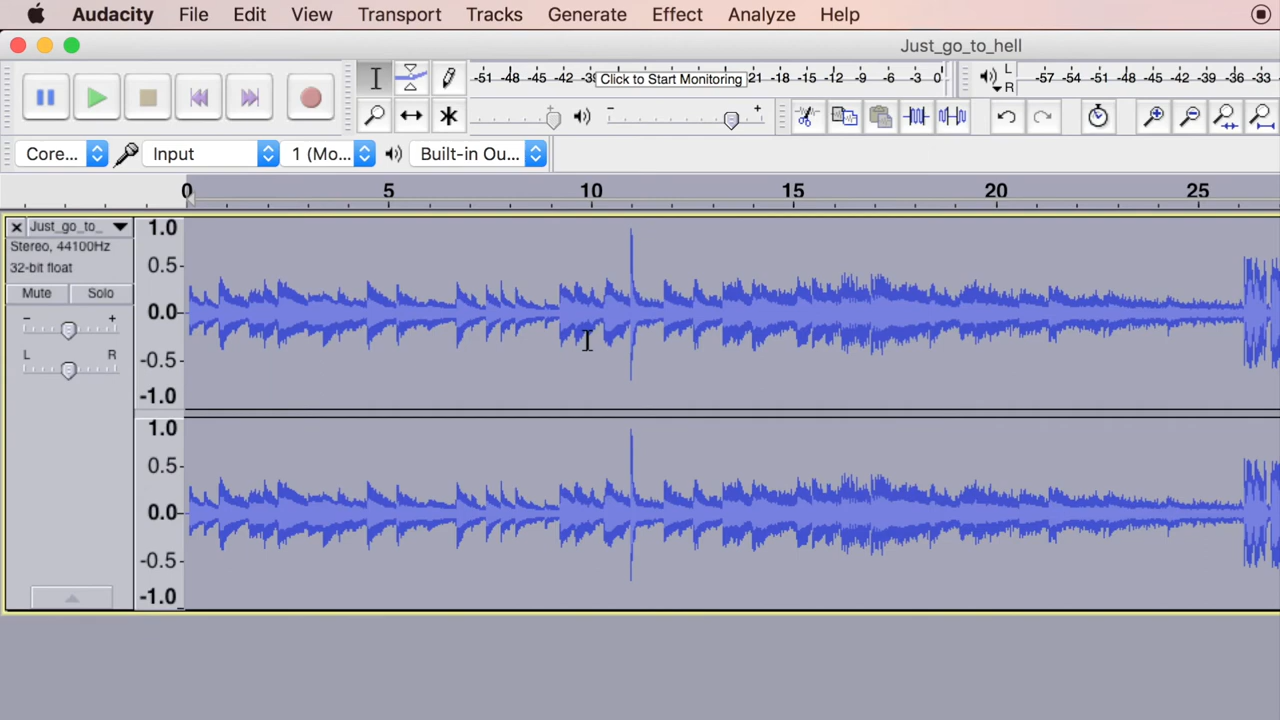 Audacity File Edit View Transport Tracks Generate Effect Analyze Help
Just_go_to_hell
-51 -48 -45 -42 Click to Start Monitoring 21 -18 -15 -12 -9 -6 -3 0
L
R
-57 -54 -51 -48 -45 -42 -39 -36 -33
- +
Core... Input 1 (Mo... Built-in Ou...
0 5 10 15 20 25
Just_go_to_
Stereo, 44100Hz
32-bit float
Mute Solo
- +
L R
1.0
0.5
0.0
-0.5
-1.0
1.0
0.5
0.0
-0.5
-1.0